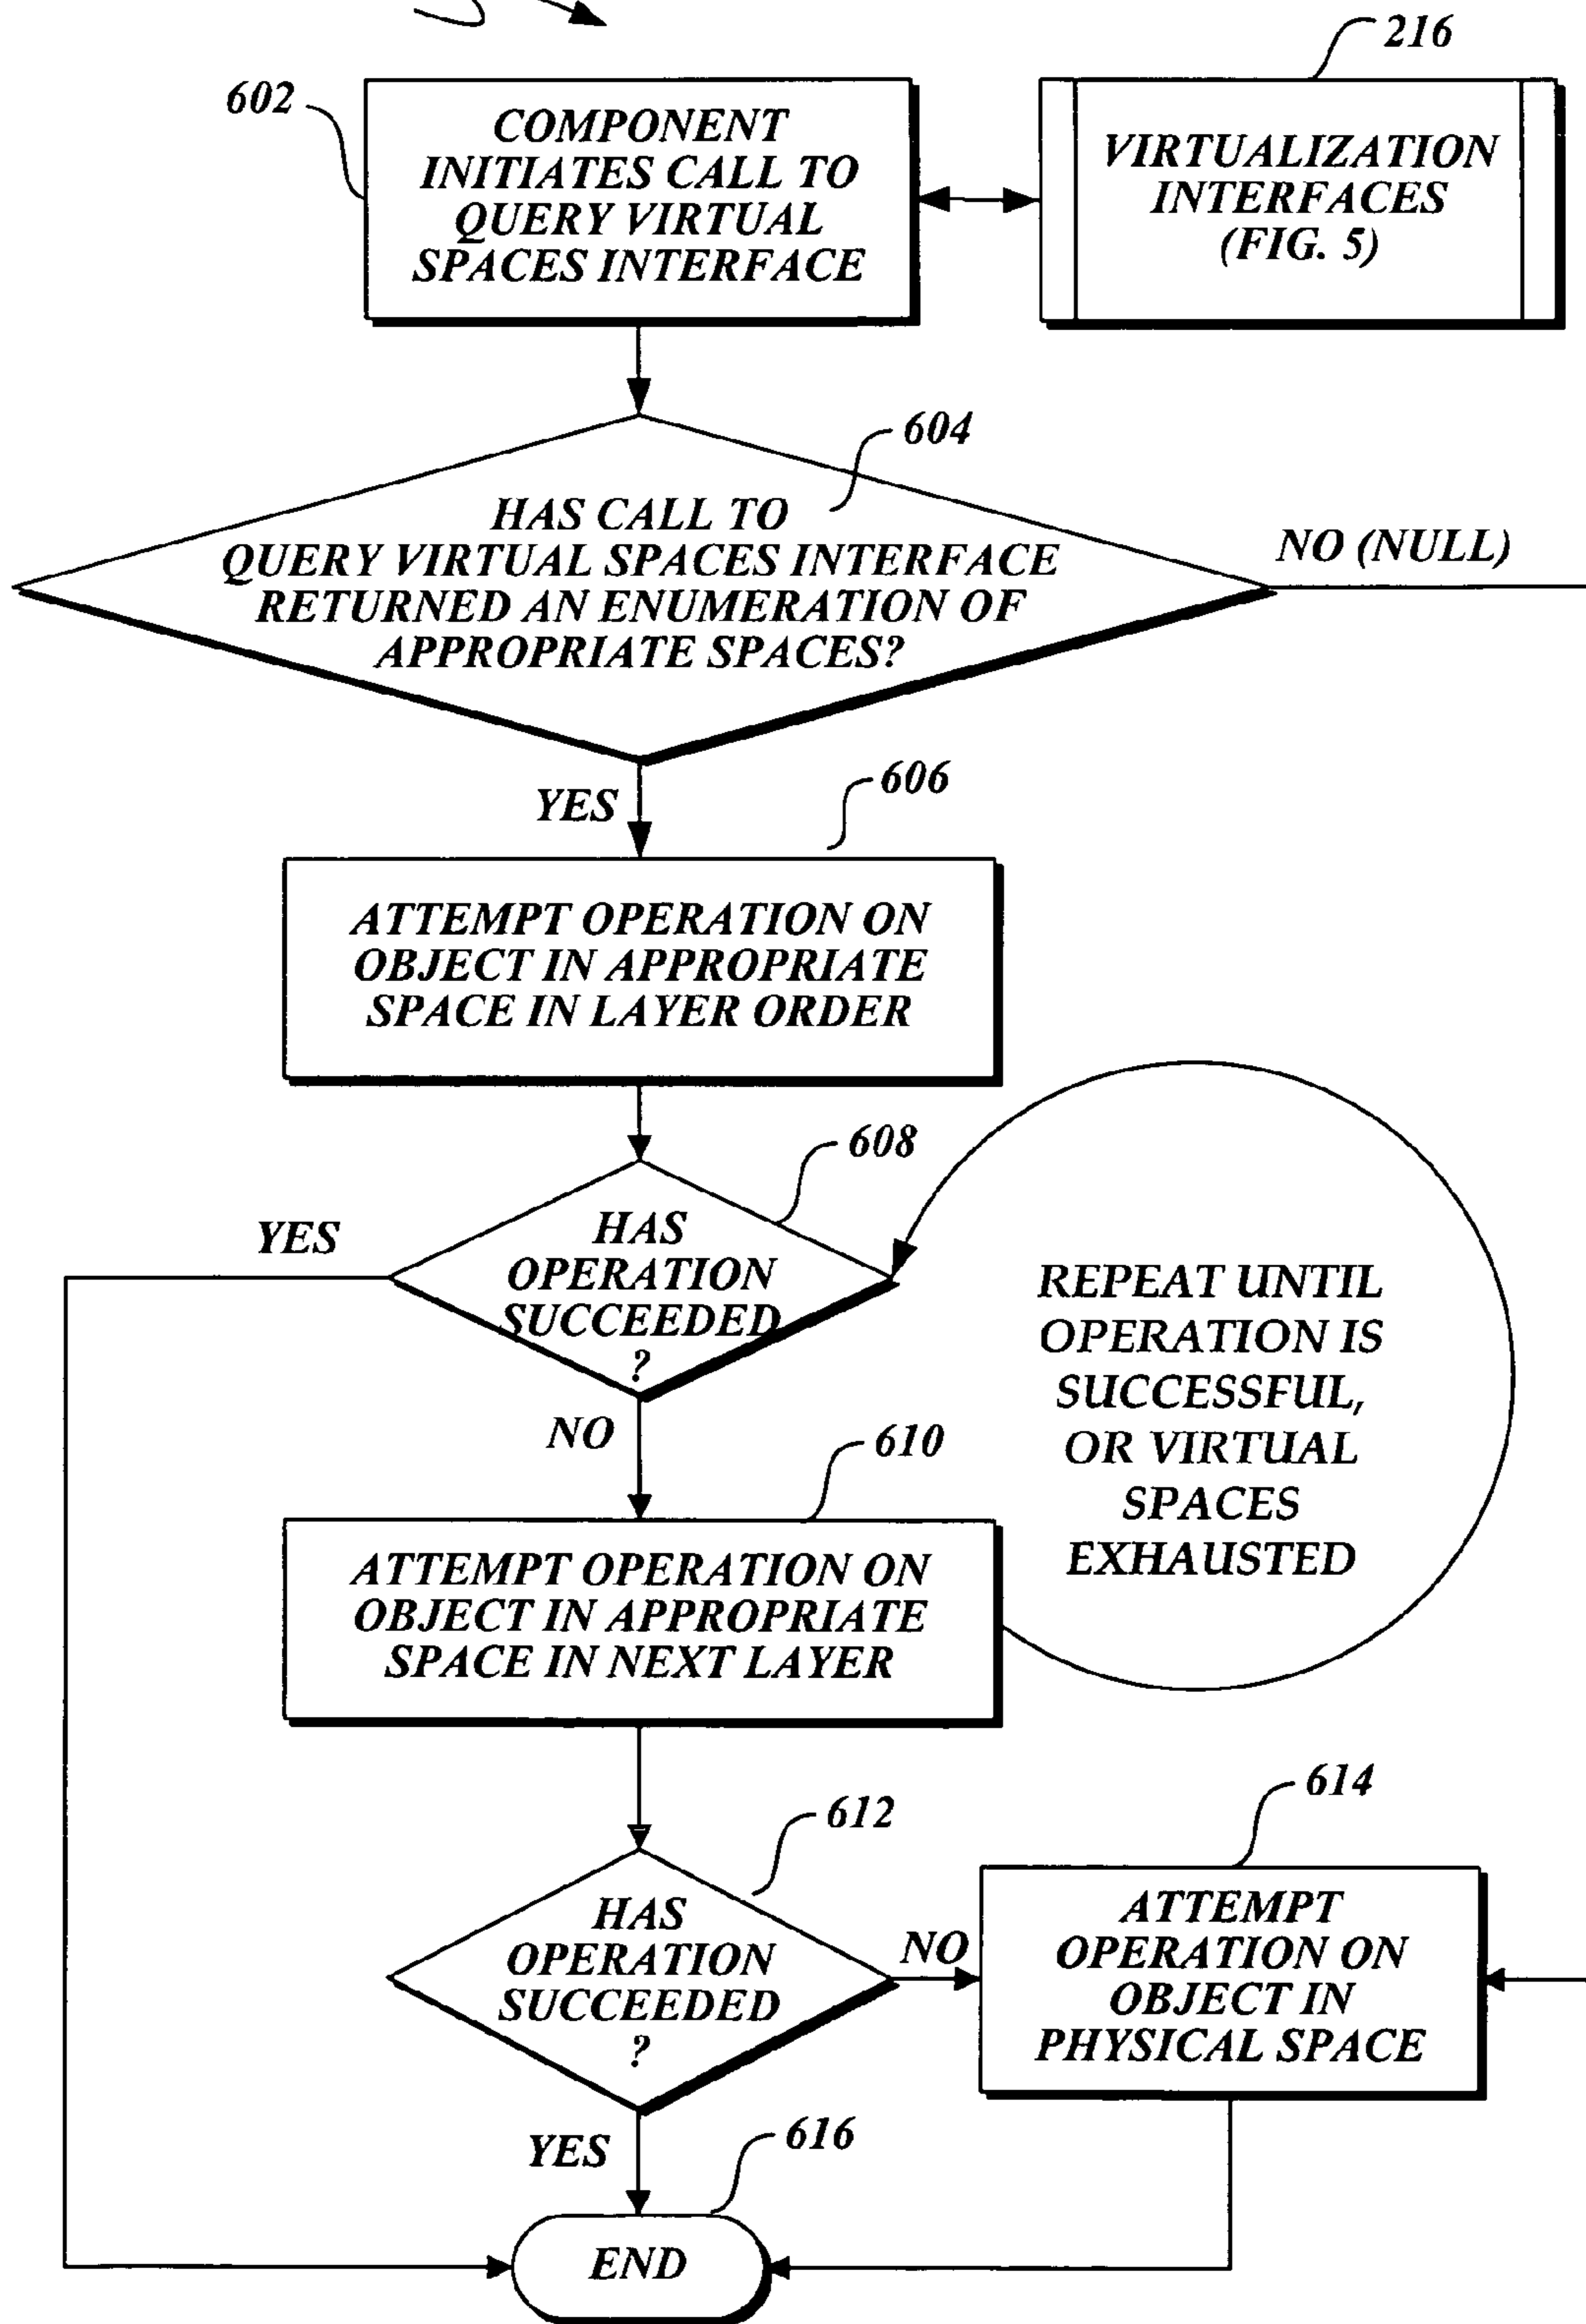 216
602
COMPONENT
INITIATES CALL TO
QUERY VIRTUAL
SPACES INTERFACE
VIRTUALIZATION
INTERFACES
(FIG. 5)
604
HAS CALL TO
QUERY VIRTUAL SPACES INTERFACE
RETURNED AN ENUMERATION OF
APPROPRIATE SPACES?
NO (NULL)
YES
606
ATTEMPT OPERATION ON
OBJECT IN APPROPRIATE
SPACE IN LAYER ORDER
608
YES
HAS
OPERATION
SUCCEEDED
?
REPEAT UNTIL
OPERATION IS
SUCCESSFUL,
OR VIRTUAL
SPACES
EXHAUSTED
NO
610
ATTEMPT OPERATION ON
OBJECT IN APPROPRIATE
SPACE IN NEXT LAYER
612
HAS
OPERATION
SUCCEEDED
?
NO
614
ATTEMPT
OPERATION ON
OBJECT IN
PHYSICAL SPACE
YES
616
END